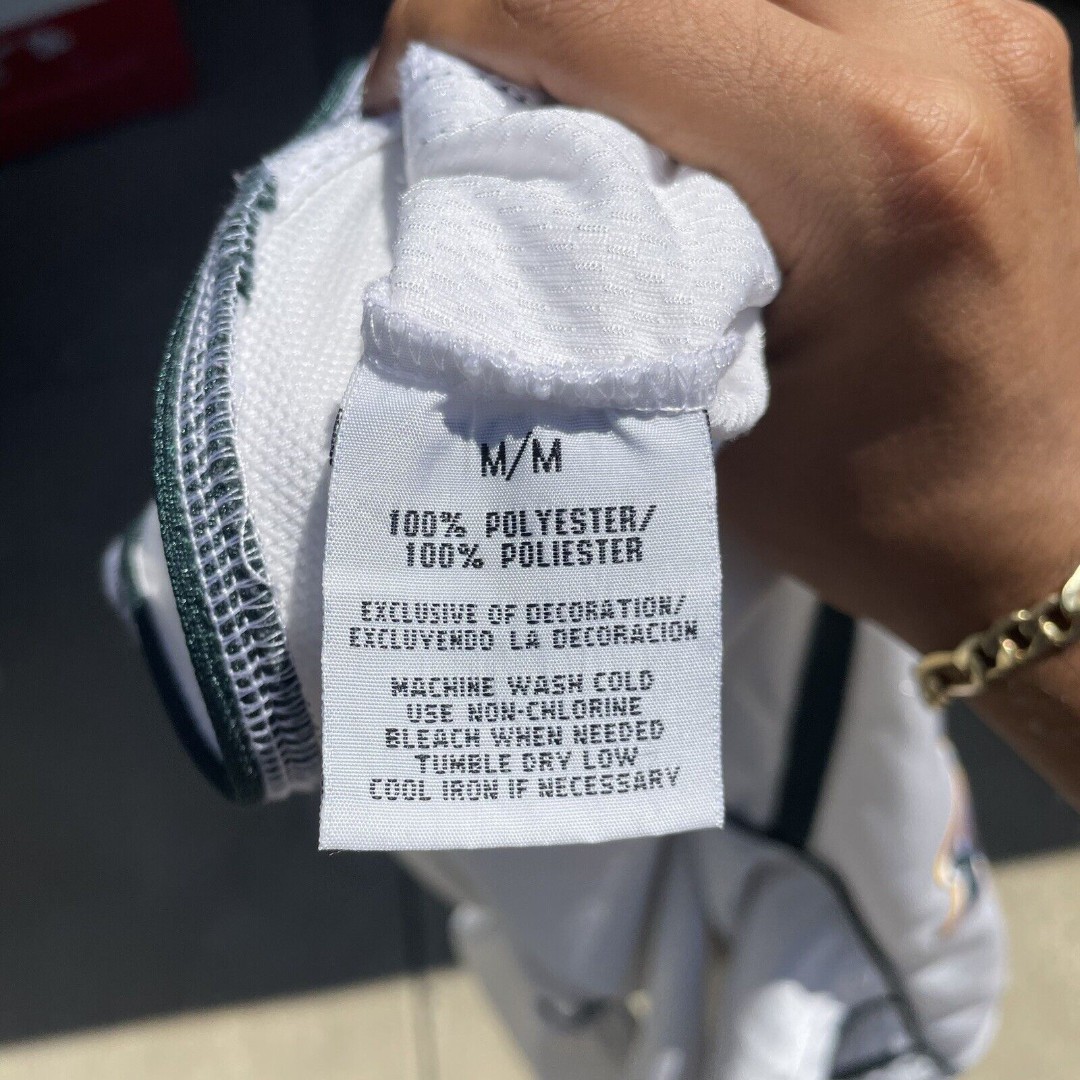 M/M
100% POLYESTER/
100% POLIESTER
EXCLUSIVE OF DECORATION/
EXCLUYENDO LA DECORACION
MACHINE WASH COLD
USE NON-CHLORINE
BLEACH WHEN NEEDED
TUMBLE DRY LOW
COOL IRON IF NECESSARY